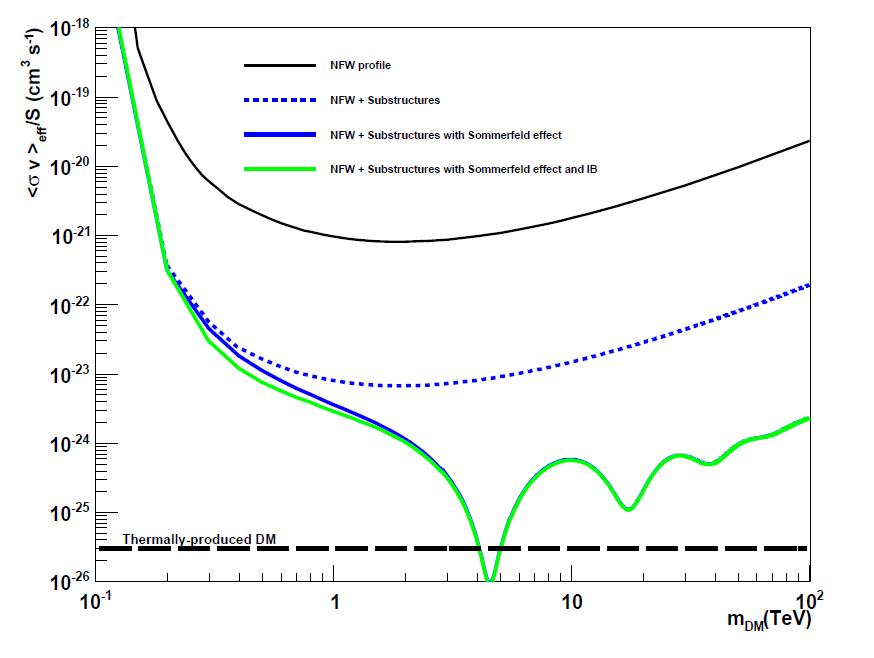 <σ v >eff/S (cm³ s⁻¹)
10⁻¹⁸
10⁻¹⁹
10⁻²⁰
10⁻²¹
10⁻²²
10⁻²³
10⁻²⁴
10⁻²⁵
10⁻²⁶
NFW profile
NFW + Substructures
NFW + Substructures with Sommerfeld effect
NFW + Substructures with Sommerfeld effect and IB
Thermally-produced DM
10⁻¹ 1 10 10²
mDM(TeV)